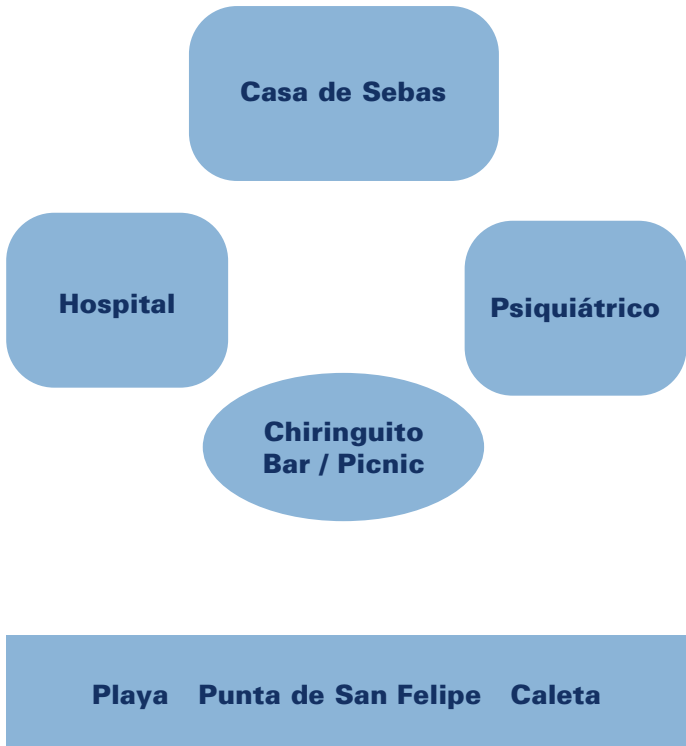 Casa de Sebas
Hospital
Psiquiátrico
Chiringuito
Bar / Picnic
Playa Punta de San Felipe Caleta